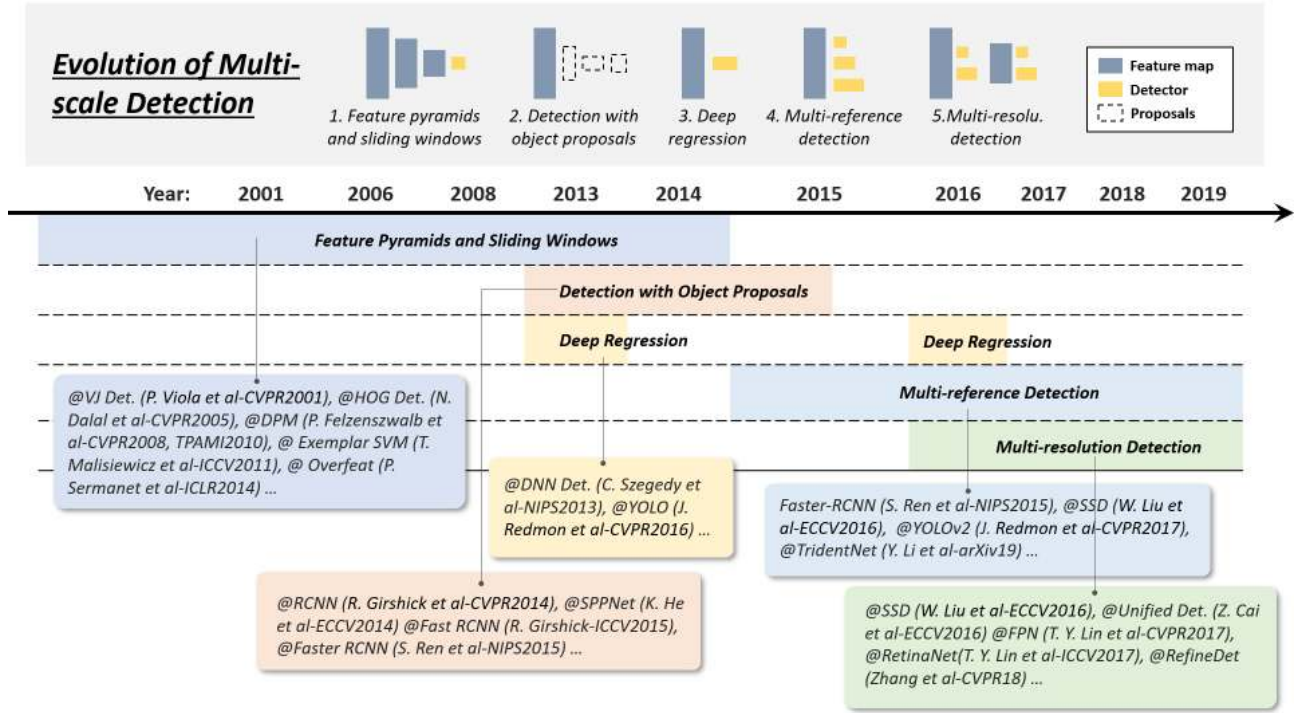 Evolution of Multi-
scale Detection
1. Feature pyramids
and sliding windows
2. Detection with
object proposals
3. Deep
regression
4. Multi-reference
detection
5.Multi-resolu.
detection
Feature map
Detector
Proposals
Year: 2001 2006 2008 2013 2014 2015 2016 2017 2018 2019
Feature Pyramids and Sliding Windows
Detection with Object Proposals
Deep Regression Deep Regression
Multi-reference Detection
Multi-resolution Detection
@VJ Det. (P. Viola et al-CVPR2001), @HOG Det. (N.
Dalal et al-CVPR2005), @DPM (P. Felzenszwalb et
al-CVPR2008, TPAMI2010), @ Exemplar SVM (T.
Malisiewicz et al-ICCV2011), @ Overfeat (P.
Sermanet et al-ICLR2014) ...
@DNN Det. (C. Szegedy et
al-NIPS2013), @YOLO (J.
Redmon et al-CVPR2016) ...
Faster-RCNN (S. Ren et al-NIPS2015), @SSD (W. Liu et
al-ECCV2016), @YOLOv2 (J. Redmon et al-CVPR2017),
@TridentNet (Y. Li et al-arXiv19) ...
@RCNN (R. Girshick et al-CVPR2014), @SPPNet (K. He
et al-ECCV2014) @Fast RCNN (R. Girshick-ICCV2015),
@Faster RCNN (S. Ren et al-NIPS2015) ...
@SSD (W. Liu et al-ECCV2016), @Unified Det. (Z. Cai
et al-ECCV2016) @FPN (T. Y. Lin et al-CVPR2017),
@RetinaNet(T. Y. Lin et al-ICCV2017), @RefineDet
(Zhang et al-CVPR18) ...